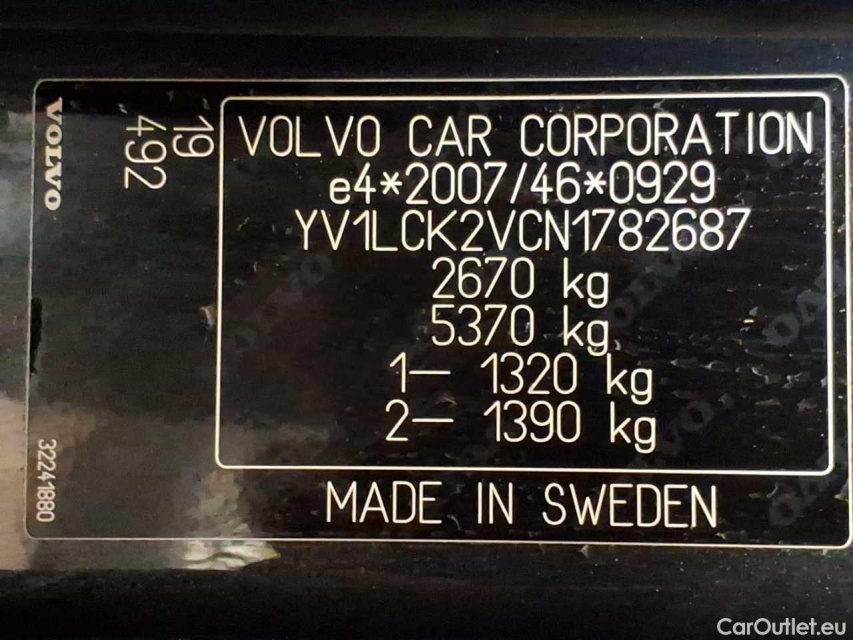 VOLVO
19
492
VOLVO CAR CORPORATION
e4*2007/46*0929
YV1LCK2VCN1782687
2670 kg
5370 kg
1— 1320 kg
2— 1390 kg
32241880
MADE IN SWEDEN
CarOutlet.eu